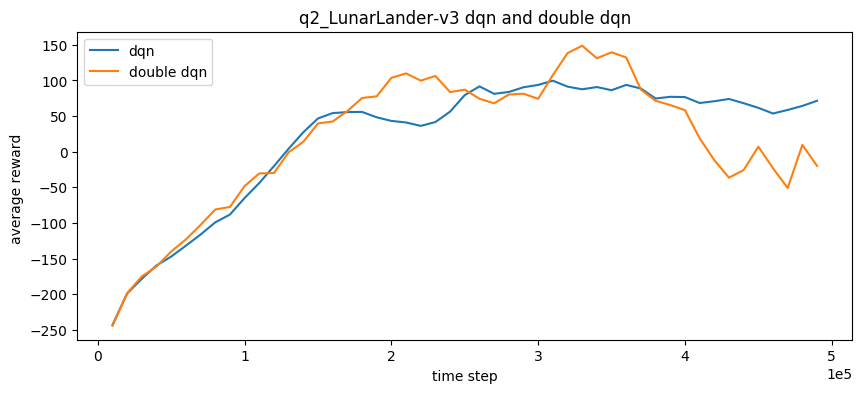 q2_LunarLander-v3 dqn and double dqn
dqn
double dqn
average reward
150
100
50
0
−50
−100
−150
−200
−250
0
1
2
3
4
5
1e5
time step